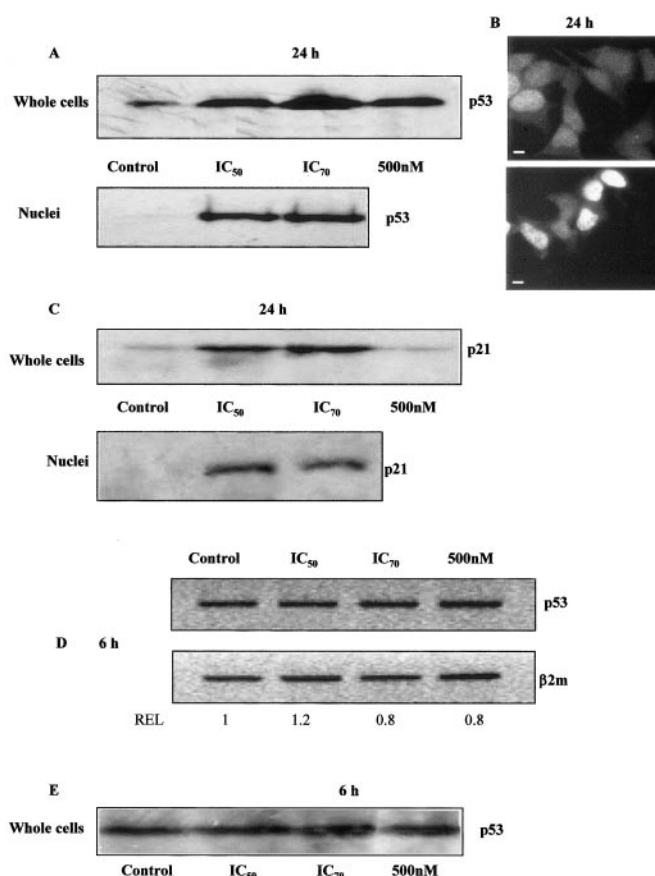 A
24 h
Whole cells
p53
Control IC50 IC70 500nM
Nuclei
p53
B
24 h
C
24 h
Whole cells
p21
Control IC50 IC70 500nM
Nuclei
p21
Control IC50 IC70 500nM
p53
D 6 h
β2m
REL 1 1.2 0.8 0.8
E 6 h
Whole cells
p53
Control IC50 IC70 500nM